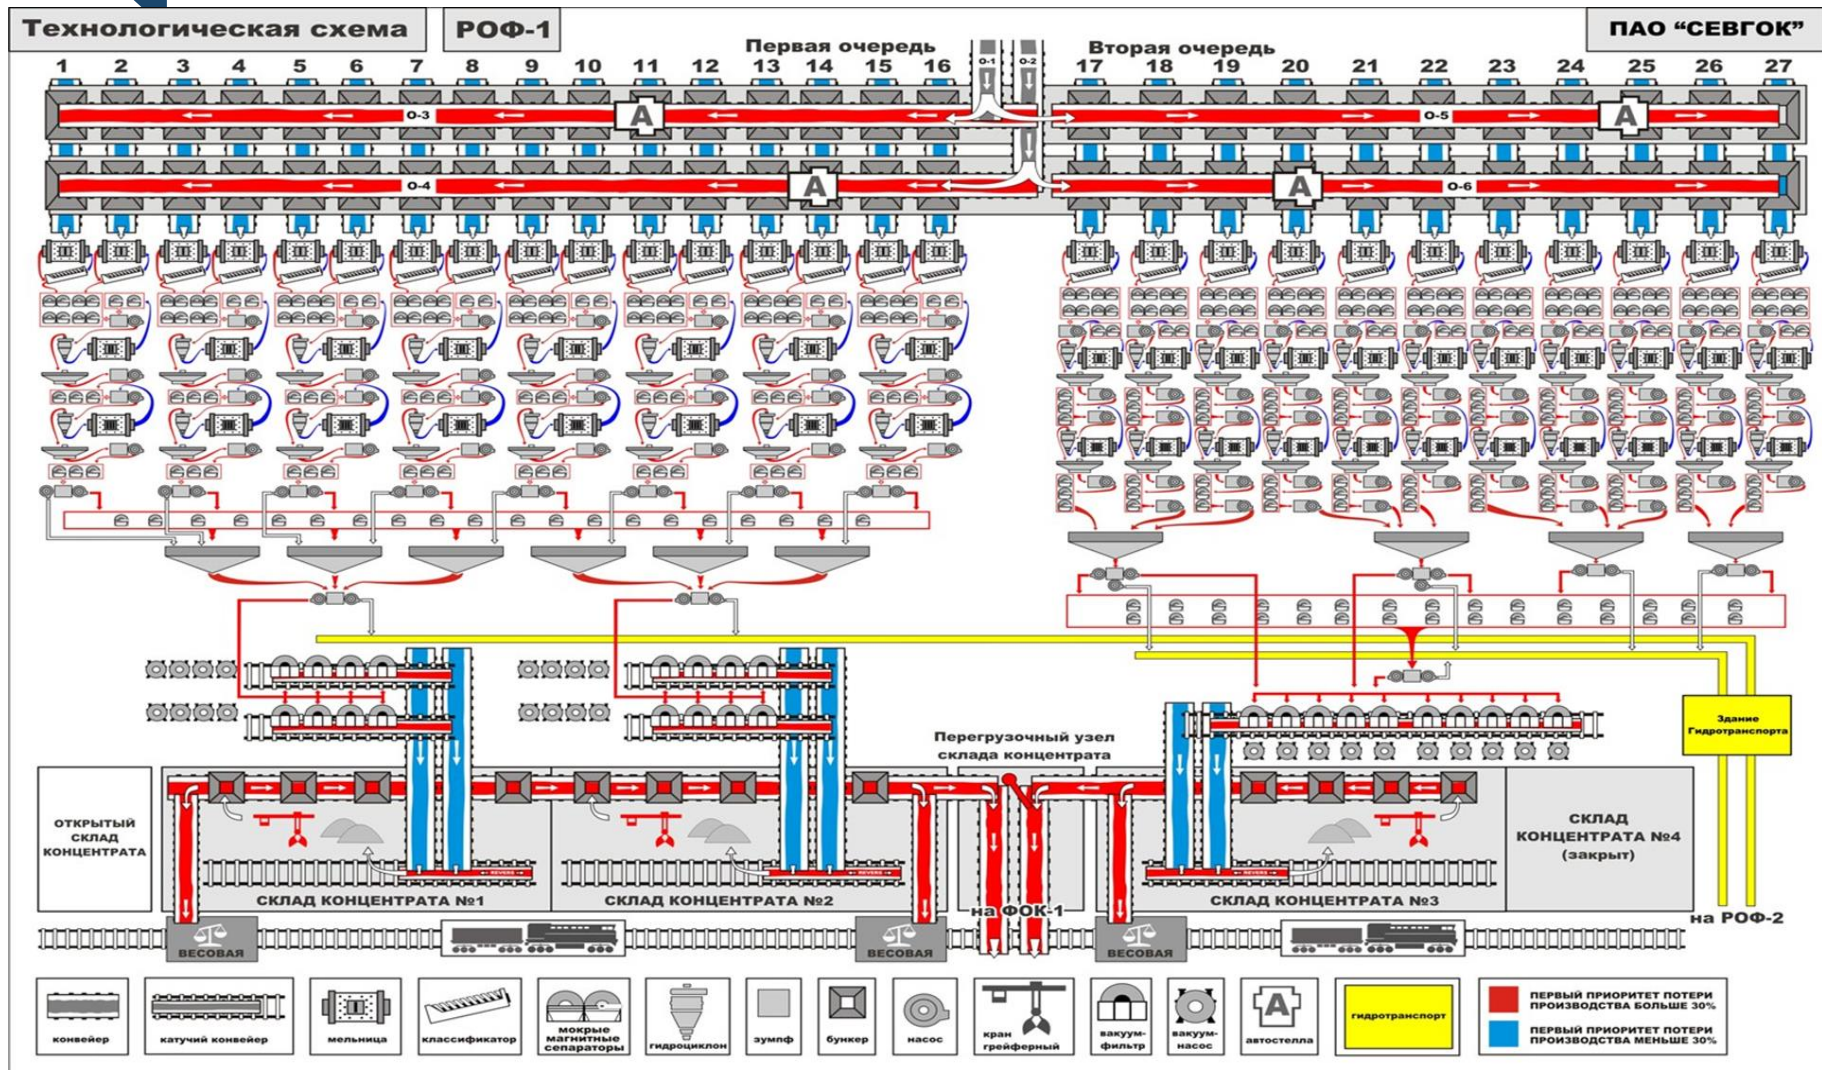 Технологическая схема
РОФ-1
ПАО “СЕВГОК”
Первая очередь
Вторая очередь
1 2 3 4 5 6 7 8 9 10 11 12 13 14 15 16
17 18 19 20 21 22 23 24 25 26 27
О-1
О-2
О-3
А
О-5
А
О-4
А
А
О-6
Здание
Гидротранспорта
Перегрузочный узел
склада концентрата
ОТКРЫТЫЙ
СКЛАД
КОНЦЕНТРАТА
REVERS
REVERS
REVERS
СКЛАД
КОНЦЕНТРАТА №4
(закрыт)
СКЛАД КОНЦЕНТРАТА №1
СКЛАД КОНЦЕНТРАТА №2
на ФОК-1
СКЛАД КОНЦЕНТРАТА №3
на РОФ-2
ВЕСОВАЯ
ВЕСОВАЯ
ВЕСОВАЯ
конвейер
катучий конвейер
мельница
классификатор
мокрые
магнитные
сепараторы
гидроциклон
зумпф
бункер
насос
кран
грейферный
вакуум-
фильтр
вакуум-
насос
А
автостелла
гидротранспорт
ПЕРВЫЙ ПРИОРИТЕТ ПОТЕРИ
ПРОИЗВОДСТВА БОЛЬШЕ 30%
ПЕРВЫЙ ПРИОРИТЕТ ПОТЕРИ
ПРОИЗВОДСТВА МЕНЬШЕ 30%